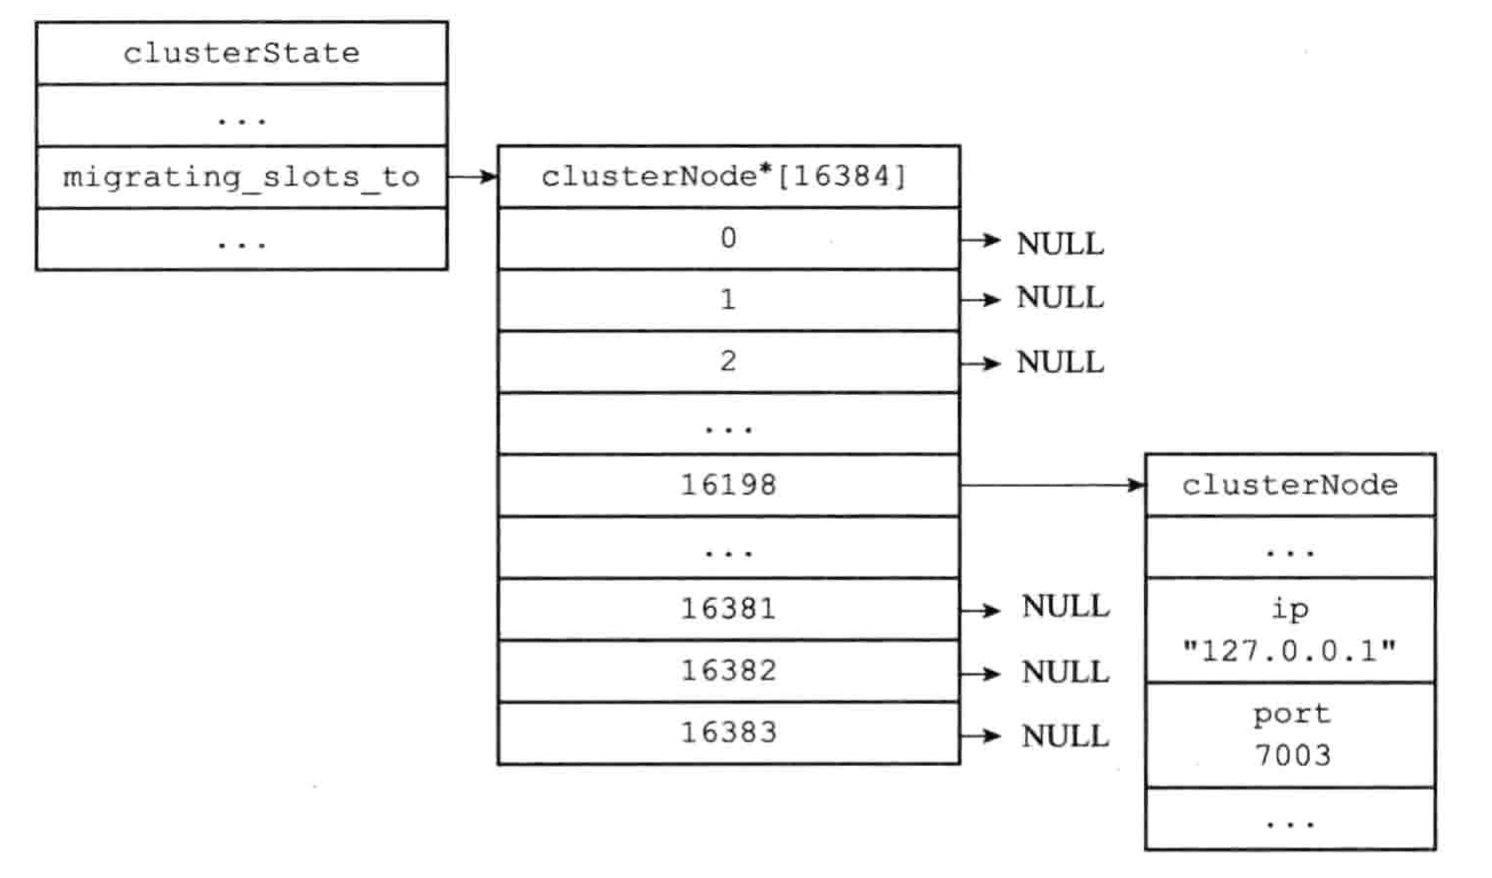 clusterState
...
migrating_slots_to
...
clusterNode*[16384]
0
1
2
...
16198
...
16381
16382
16383
NULL
NULL
NULL
NULL
NULL
NULL
clusterNode
...
ip
"127.0.0.1"
port
7003
...